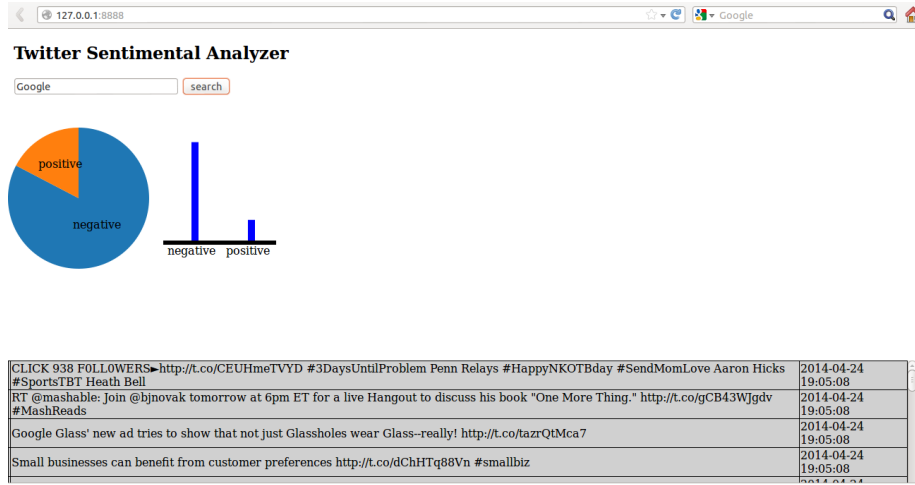 127.0.0.1:8888
Google
Twitter Sentimental Analyzer
Google
search
positive
negative
negative positive
CLICK 938 F0LL0WERS►http://t.co/CEUHmeTVYD #3DaysUntilProblem Penn Relays #HappyNKOTBday #SendMomLove Aaron Hicks
#SportsTBT Heath Bell
2014-04-24
19:05:08
RT @mashable: Join @bjnovak tomorrow at 6pm ET for a live Hangout to discuss his book "One More Thing." http://t.co/gCB43WJgdv
#MashReads
2014-04-24
19:05:08
Google Glass' new ad tries to show that not just Glassholes wear Glass--really! http://t.co/tazrQtMca7
2014-04-24
19:05:08
Small businesses can benefit from customer preferences http://t.co/dChHTq88Vn #smallbiz
2014-04-24
19:05:08
2014-04-24